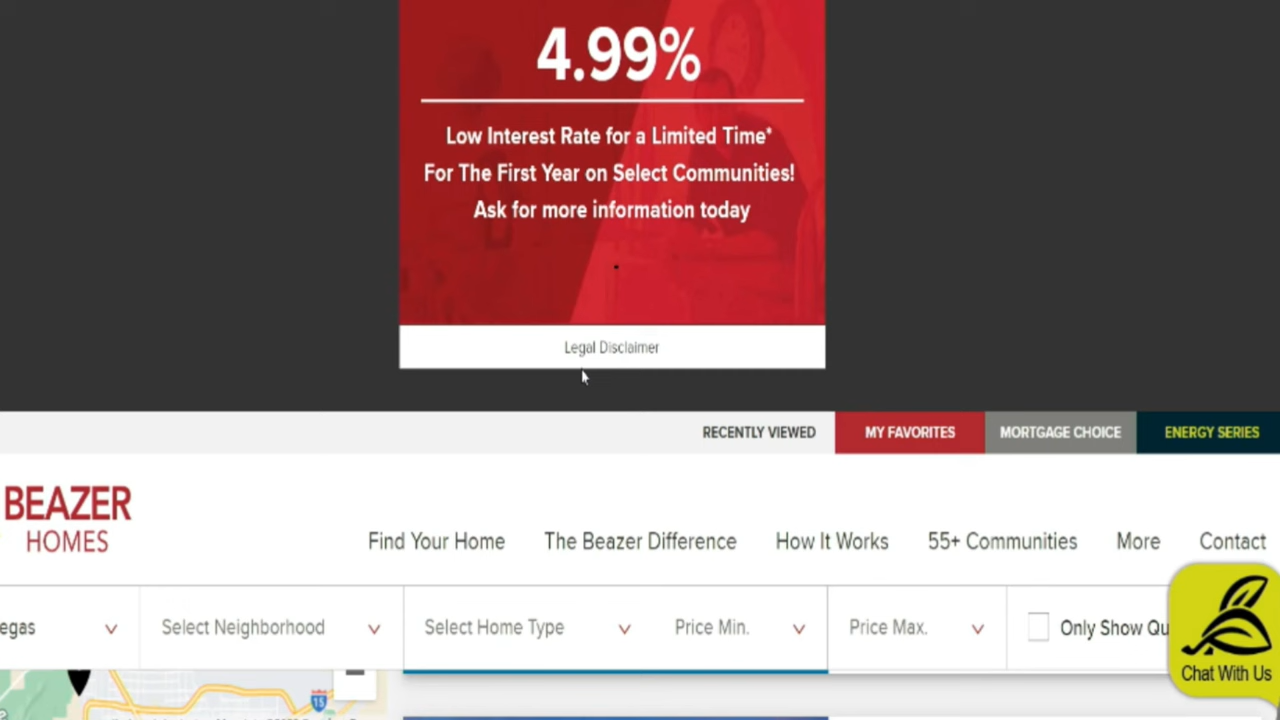 4.99%
Low Interest Rate for a Limited Time*
For The First Year on Select Communities!
Ask for more information today
Legal Disclaimer
RECENTLY VIEWED
MY FAVORITES
MORTGAGE CHOICE
ENERGY SERIES
BEAZER
HOMES
Find Your Home
The Beazer Difference
How It Works
55+ Communities
More
Contact
egas
Select Neighborhood
Select Home Type
Price Min.
Price Max.
Only Show Qu
Chat With Us
15